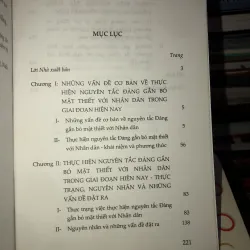 MỤC LỤC
Trang
Lời Nhà xuất bản 5
Chương I: NHỮNG VẤN ĐỀ CƠ BẢN VỀ THỰC
HIỆN NGUYÊN TẮC ĐẢNG GẮN BÓ
MẬT THIẾT VỚI NHÂN DÂN TRONG
GIAI ĐOẠN HIỆN NAY
I- Những vấn đề cơ bản về nguyên tắc Đảng
gắn bó mật thiết với Nhân dân
II- Thực hiện nguyên tắc Đảng gắn bó mật thiết
với Nhân dân - khái niệm và phương thức 56
Chương II: THỰC HIỆN NGUYÊN TẮC ĐẢNG GẮN
BÓ MẬT THIẾT VỚI NHÂN DÂN
TRONG GIAI ĐOẠN HIỆN NAY - THỰC
TRẠNG, NGUYÊN NHÂN VÀ NHỮNG
VẤN ĐỀ ĐẶT RA 83
I- Thực trạng việc thực hiện nguyên tắc Đảng
gắn bó mật thiết với Nhân dân 83
II- Nguyên nhân và những vấn đề đặt ra 130
221